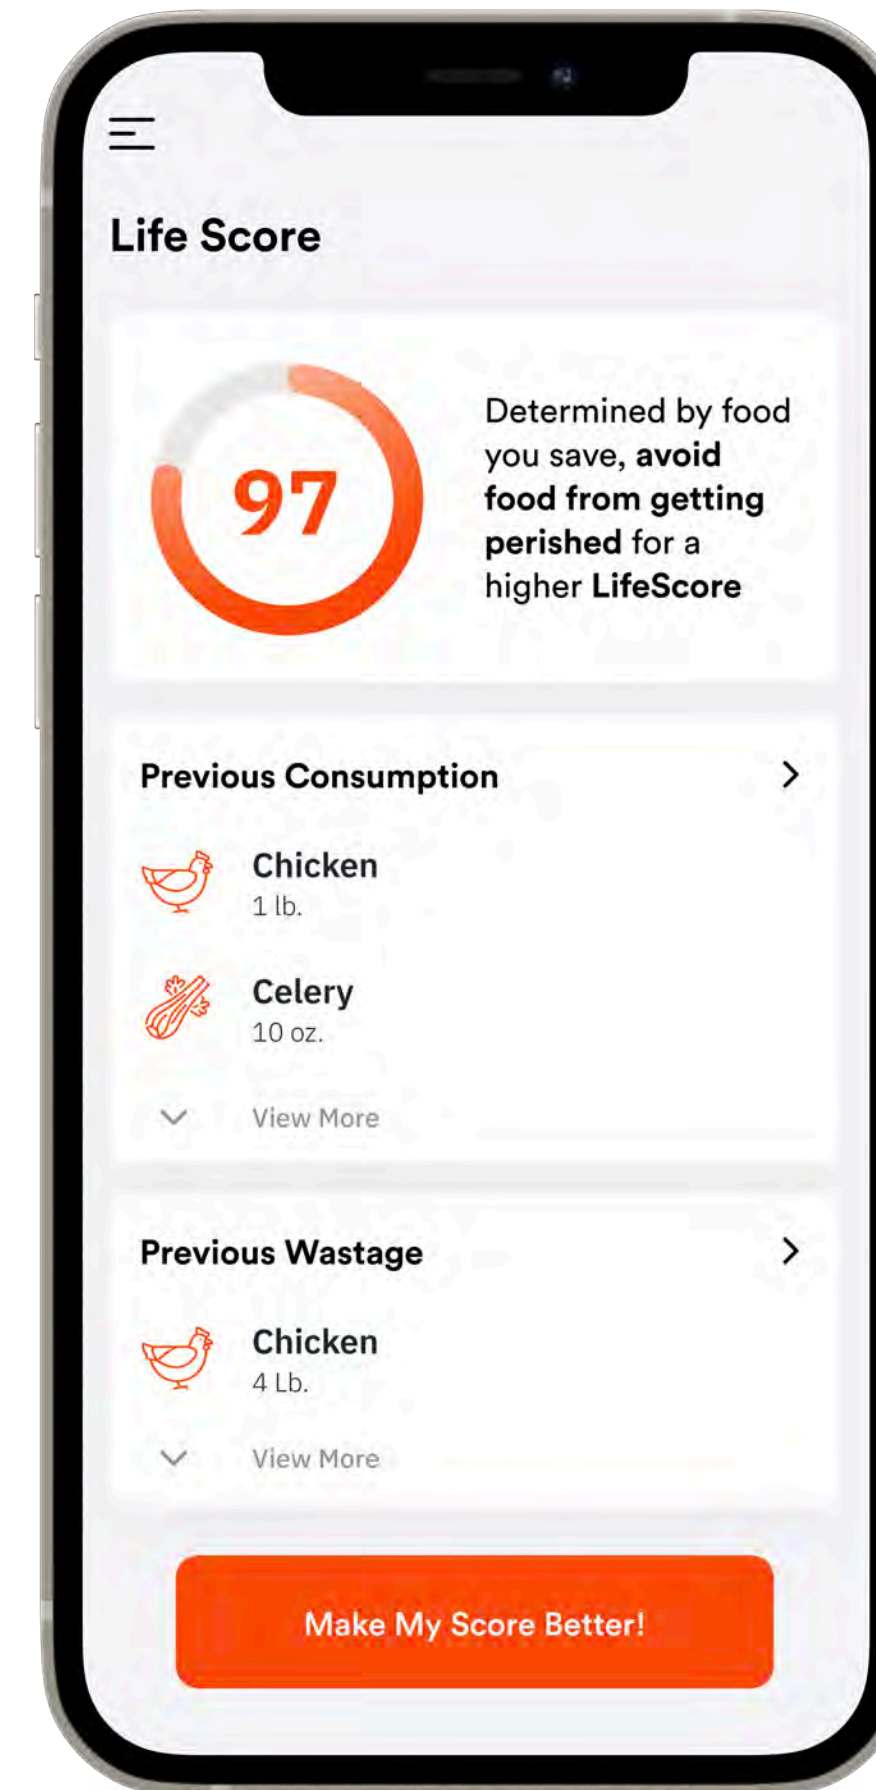 Life Score
97
Determined by food
you save, avoid
food from getting
perished for a
higher LifeScore
Previous Consumption
Chicken
1 lb.
Celery
10 oz.
View More
Previous Wastage
Chicken
4 Lb.
View More
Make My Score Better!